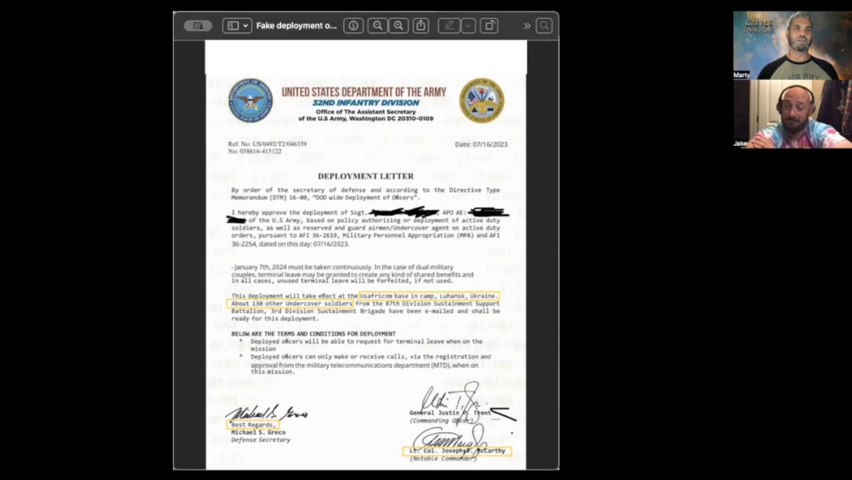 Fake deployment o...
UNITED STATES DEPARTMENT OF THE ARMY
32ND INFANTRY DIVISION
Office of The Assistant Secretary
of the U.S Army, Washington DC 20310-0109
Ref. No: US/0492/T2/046339
No: 038616-415122
Date: 07/16/2023
DEPLOYMENT LETTER
By order of the secretary of defense and according to the Directive Type
Memorandum (DTM) 16-00, "DOD wide Deployment of Officers".
I hereby approve the deployment of Ssgt. APO AE:
of the U.S Army, based on policy authorizing or deployment of active duty
soldiers, as well as reserved and guard airmen/Undercover agent on active duty
orders, pursuant to AFI 36-2619, Military Personnel Appropriation (MPA) and AFI
36-2254, dated on this day: 07/16/2023.
-January 7th, 2024 must be taken continuously. In the case of dual military
couples, terminal leave may be granted to create any kind of shared benefits and
in all cases, unused terminal leave will be forfeited, if not used.
This deployment will take effect at the Usafricom base in camp, Luhansk, Ukraine.
About 130 other Undercover soldiers from the 87th Division Sustainment Support
Battalion, 3rd Division Sustainment Brigade have been e-mailed and shall be
ready for this deployment.
BELOW ARE THE TERMS AND CONDITIONS FOR DEPLOYMENT
* Deployed officers will be able to request for terminal leave when on the
mission
* Deployed officers can only make or receive calls, via the registration and
approval from the military telecommunications department (MTD), when on
this mission.
Best Regards,
Michael S. Greco
Defense Secretary
General Justin P. Trent
(Commanding Officer)
Lt. Col. Joseph McCarthy
(Notable Commander)
Marty
Jake